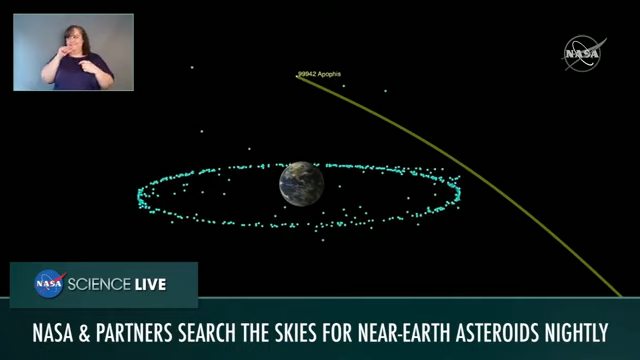 NASA
99942 Apophis
NASA SCIENCE LIVE
NASA & PARTNERS SEARCH THE SKIES FOR NEAR-EARTH ASTEROIDS NIGHTLY